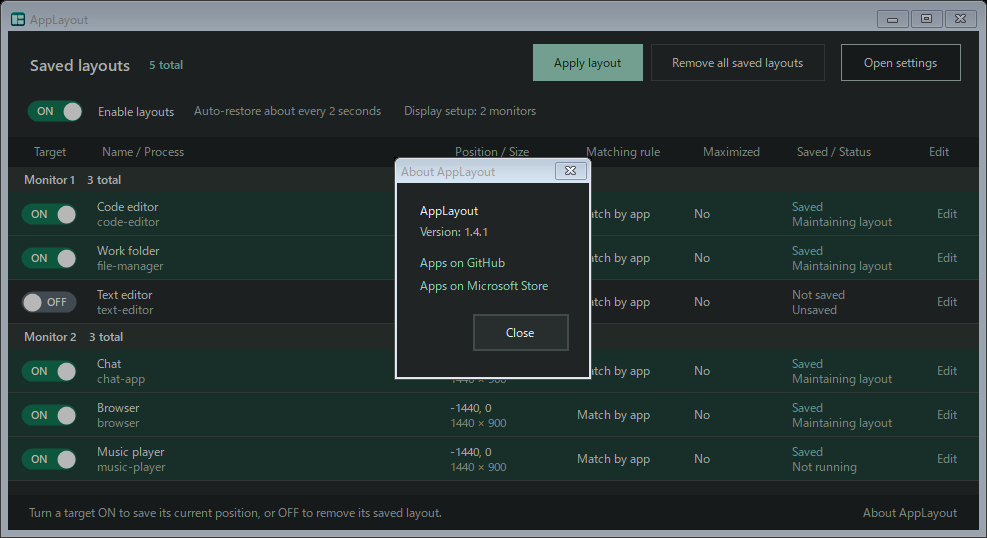 AppLayout
Saved layouts 5 total
Apply layout Remove all saved layouts Open settings
ON Enable layouts Auto-restore about every 2 seconds Display setup: 2 monitors
Target Name / Process Position / Size Matching rule Maximized Saved / Status Edit
Monitor 1 3 total
ON Code editor
code-editor
tch by app No Saved
Maintaining layout
Edit
ON Work folder
file-manager
tch by app No Saved
Maintaining layout
Edit
OFF Text editor
text-editor
tch by app No Not saved
Unsaved
Edit
Monitor 2 3 total
ON Chat
chat-app
1440 × 900
tch by app No Saved
Maintaining layout
Edit
ON Browser
browser
-1440, 0
1440 × 900
Match by app No Saved
Maintaining layout
Edit
ON Music player
music-player
-1440, 0
1440 × 900
Match by app No Saved
Not running
Edit
Turn a target ON to save its current position, or OFF to remove its saved layout. About AppLayout
About AppLayout
AppLayout
Version: 1.4.1
Apps on GitHub
Apps on Microsoft Store
Close